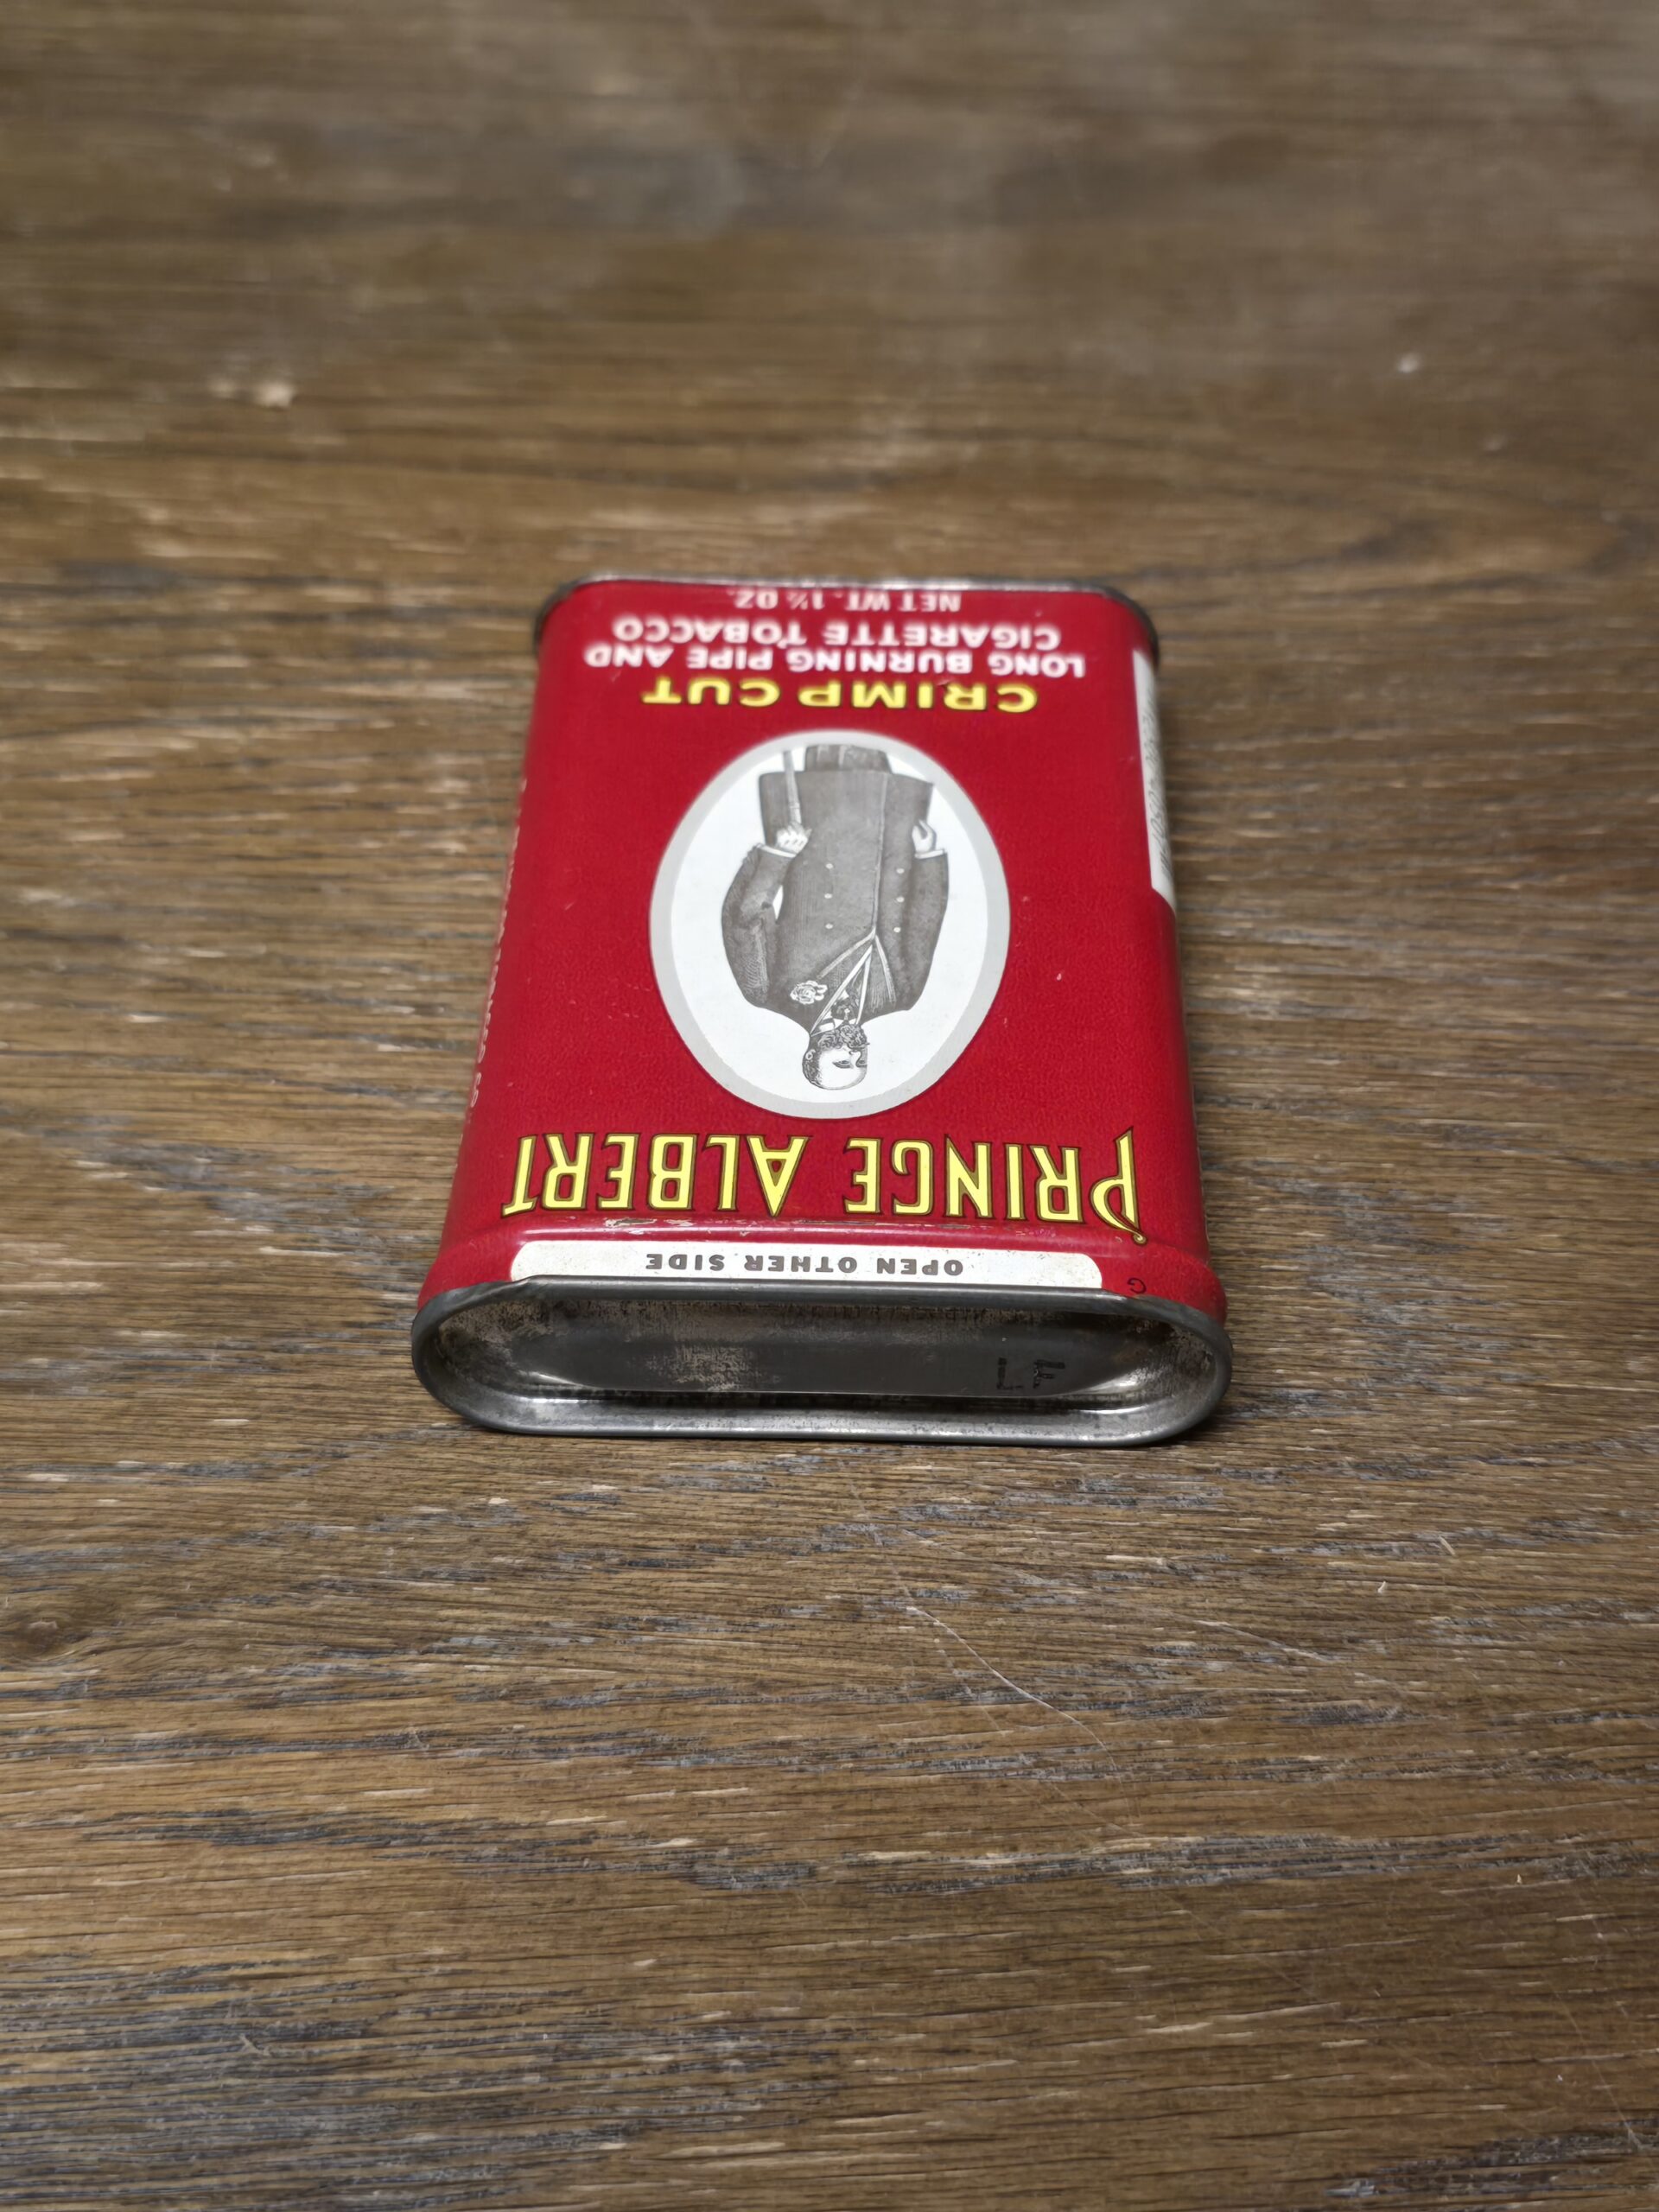 OPEN OTHER SIDE
G
PRINCE ALBERT
CRIMP CUT
LONG BURNING PIPE AND
CIGARETTE TOBACCO
NET WT. 1½ OZ.